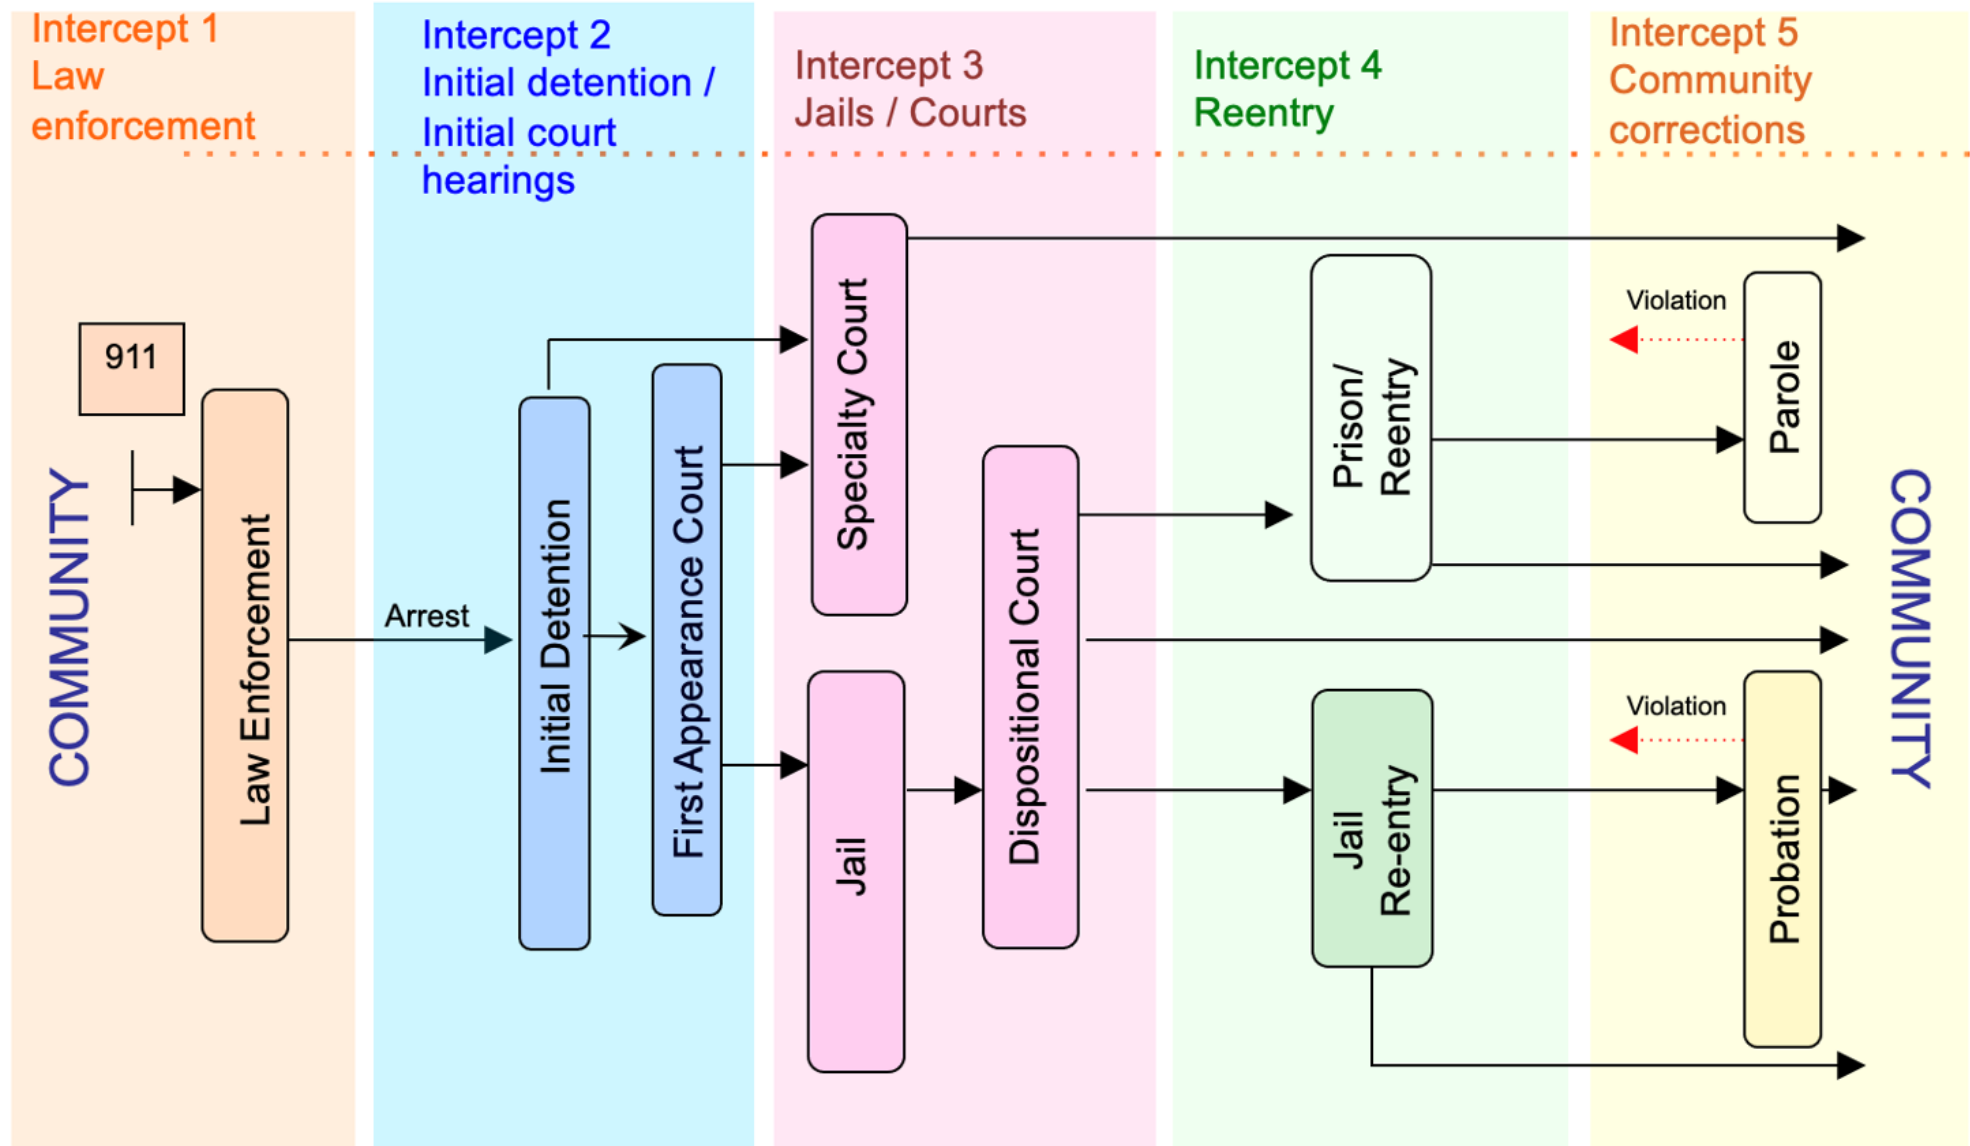 Intercept 1
Law
enforcement
Intercept 2
Initial detention /
Initial court
hearings
Intercept 3
Jails / Courts
Intercept 4
Reentry
Intercept 5
Community
corrections
911
COMMUNITY
Law Enforcement
Arrest
Initial Detention
First Appearance Court
Specialty Court
Jail
Dispositional Court
Prison/
Reentry
Jail
Re-entry
Violation
Parole
Violation
Probation
COMMUNITY